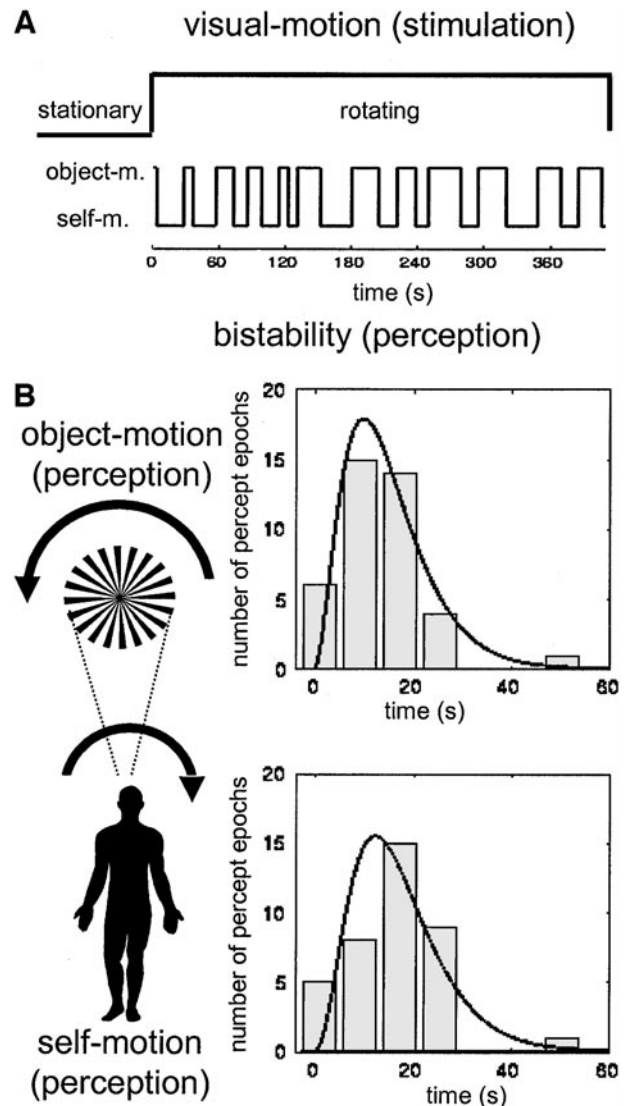 A
visual-motion (stimulation)
stationary
rotating
object-m.
self-m.
0 60 120 180 240 300 360
time (s)
bistability (perception)
B
object-motion
(perception)
number of percept epochs
20
15
10
5
0
0 20 40 60
time (s)
self-motion
(perception)
number of percept epochs
20
15
10
5
0
0 20 40 60
time (s)